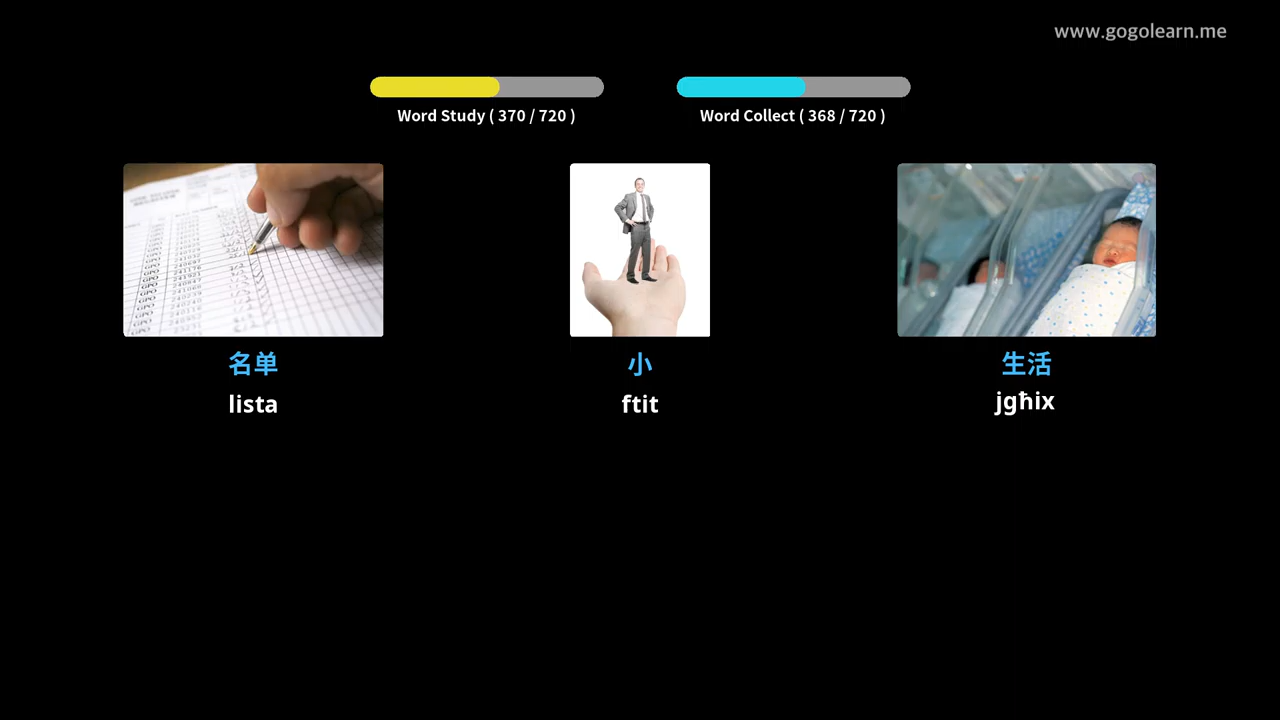 www.gogolearn.me
Word Study ( 370 / 720 )
Word Collect ( 368 / 720 )
名单
小
生活
lista
ftit
jgħix